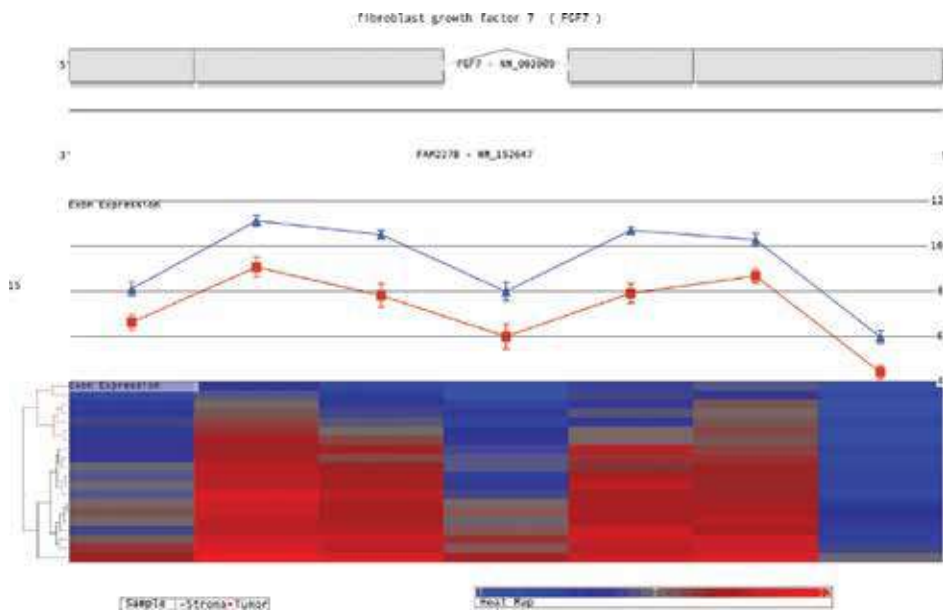 fibroblast growth factor 7 ( FGF7 )
5'
FGF7 - NM_002009
3'
FAM227B - NM_152647
Exon Expression
12
10
8
15
6
Exon Expression
Sample -Stroma-Tumor
Heat Map